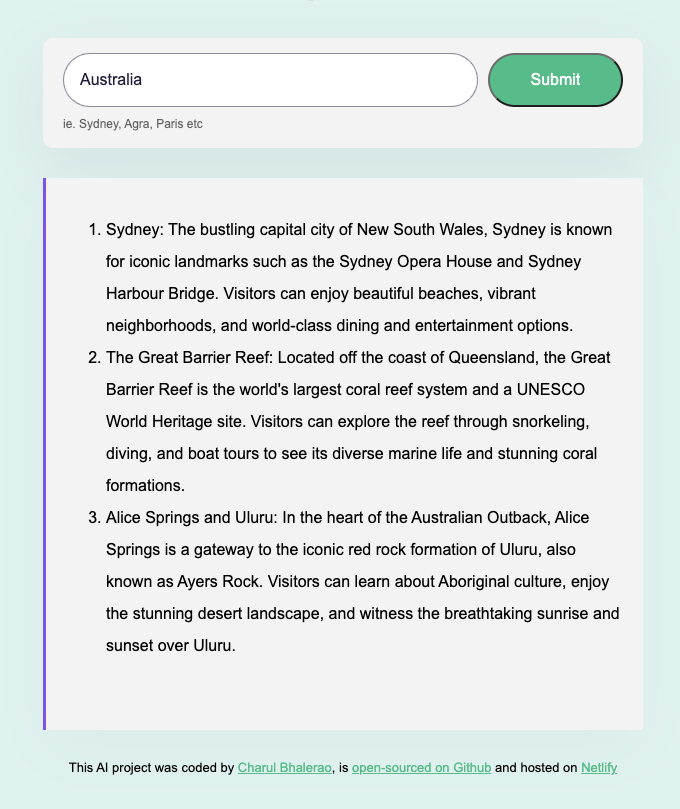 Australia
Submit
ie. Sydney, Agra, Paris etc
1. Sydney: The bustling capital city of New South Wales, Sydney is known
for iconic landmarks such as the Sydney Opera House and Sydney
Harbour Bridge. Visitors can enjoy beautiful beaches, vibrant
neighborhoods, and world-class dining and entertainment options.
2. The Great Barrier Reef: Located off the coast of Queensland, the Great
Barrier Reef is the world's largest coral reef system and a UNESCO
World Heritage site. Visitors can explore the reef through snorkeling,
diving, and boat tours to see its diverse marine life and stunning coral
formations.
3. Alice Springs and Uluru: In the heart of the Australian Outback, Alice
Springs is a gateway to the iconic red rock formation of Uluru, also
known as Ayers Rock. Visitors can learn about Aboriginal culture, enjoy
the stunning desert landscape, and witness the breathtaking sunrise and
sunset over Uluru.
This AI project was coded by Charul Bhalerao, is open-sourced on Github and hosted on Netlify